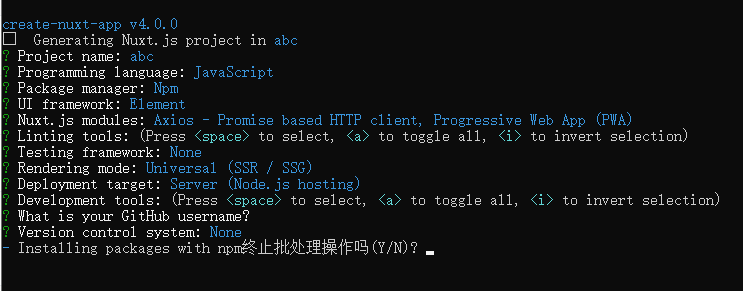 create-nuxt-app v4.0.0
□ Generating Nuxt.js project in abc
? Project name: abc
? Programming language: JavaScript
? Package manager: Npm
? UI framework: Element
? Nuxt.js modules: Axios - Promise based HTTP client, Progressive Web App (PWA)
? Linting tools: (Press <space> to select, <a> to toggle all, <i> to invert selection)
? Testing framework: None
? Rendering mode: Universal (SSR / SSG)
? Deployment target: Server (Node.js hosting)
? Development tools: (Press <space> to select, <a> to toggle all, <i> to invert selection)
? What is your GitHub username?
? Version control system: None
- Installing packages with npm终止批处理操作吗(Y/N)?